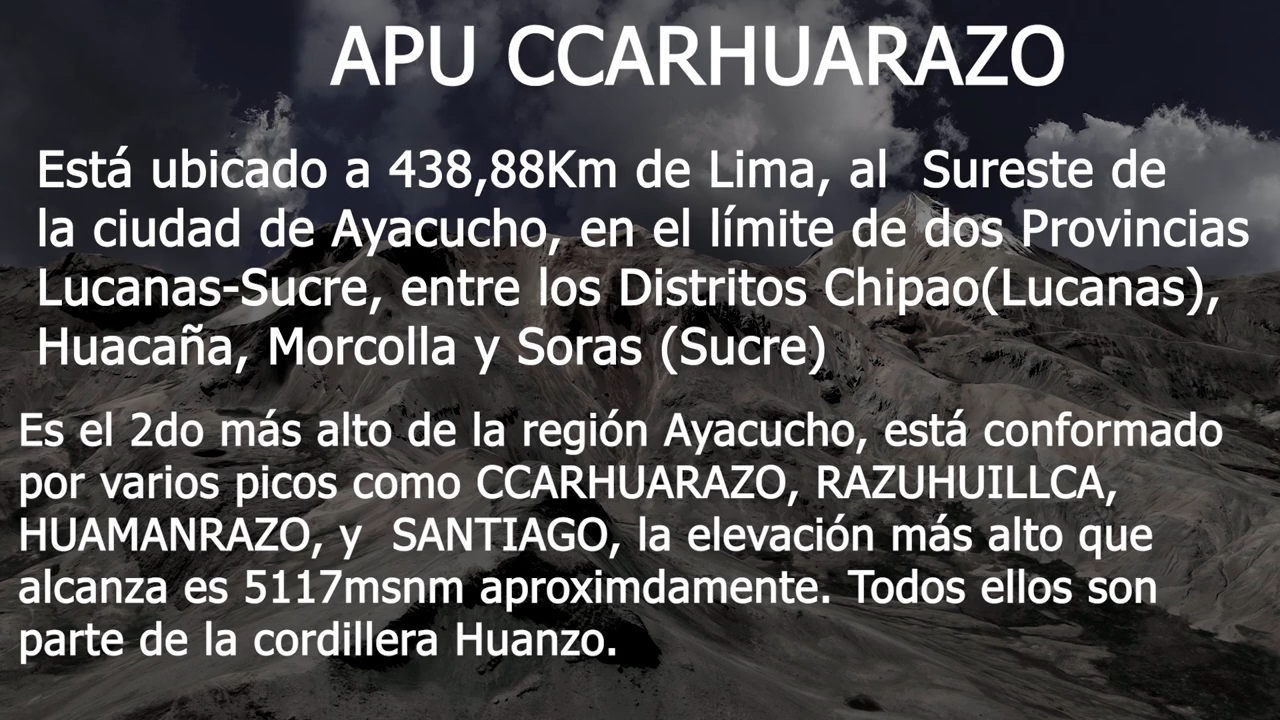 APU CCARHUARAZO
Está ubicado a 438,88Km de Lima, al  Sureste de
la ciudad de Ayacucho, en el límite de dos Provincias
Lucanas-Sucre, entre los Distritos Chipao(Lucanas),
Huacaña, Morcolla y Soras (Sucre)
Es el 2do más alto de la región Ayacucho, está conformado
por varios picos como CCARHUARAZO, RAZUHUILLCA,
HUAMANRAZO, y  SANTIAGO, la elevación más alto que
alcanza es 5117msnm aproximdamente. Todos ellos son
parte de la cordillera Huanzo.